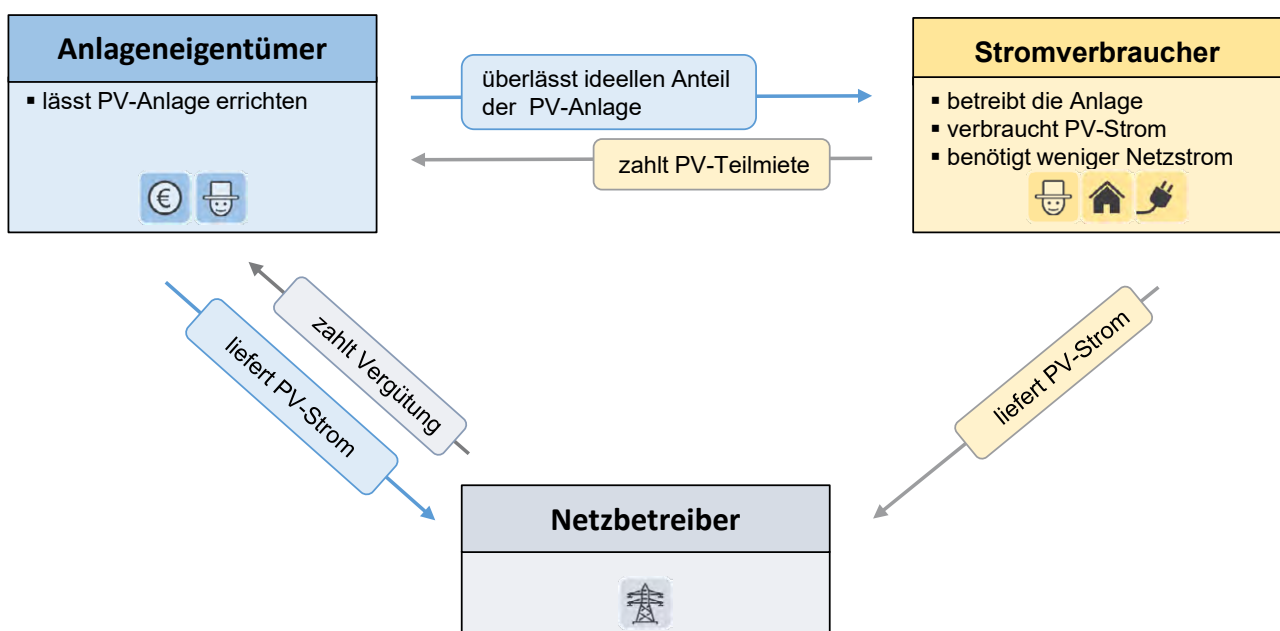 Anlageneigentümer
▪ lässt PV-Anlage errichten
€
überlässt ideellen Anteil
der PV-Anlage
zahlt PV-Teilmiete
Stromverbraucher
▪ betreibt die Anlage
▪ verbraucht PV-Strom
▪ benötigt weniger Netzstrom
liefert PV-Strom
zahlt Vergütung
liefert PV-Strom
Netzbetreiber